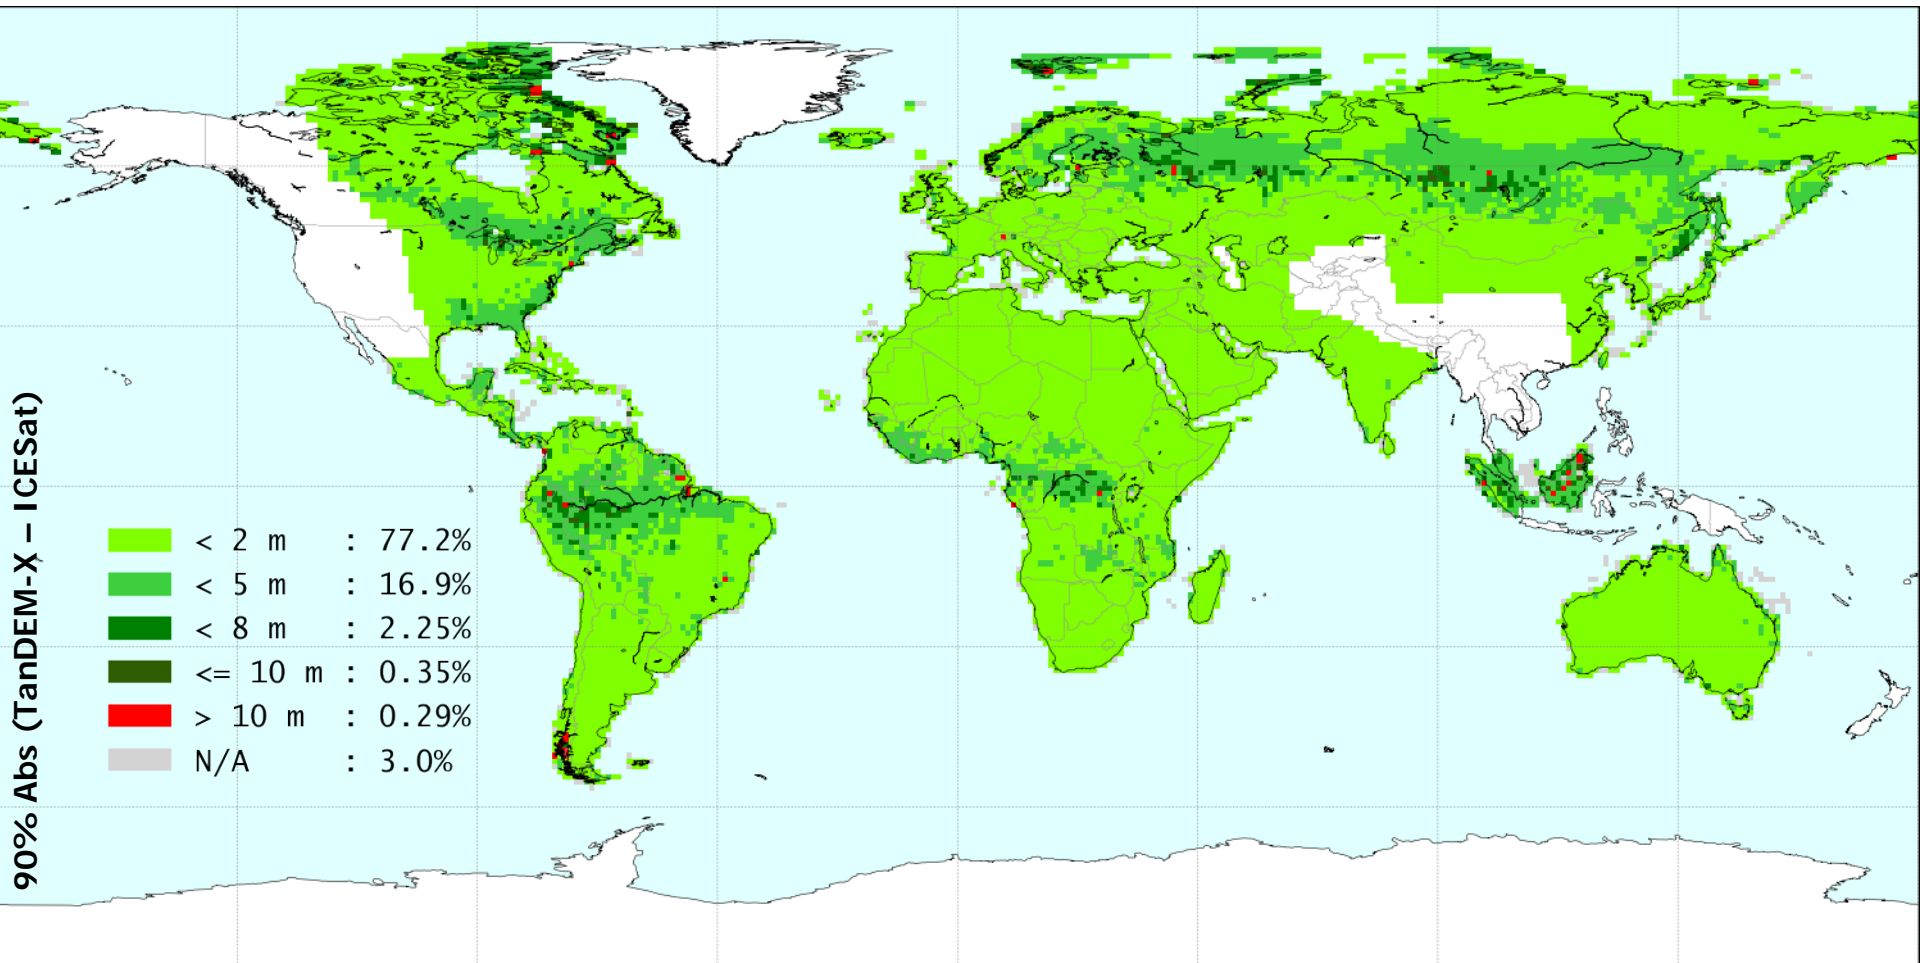 90% Abs (TanDEM-X – ICESat)
< 2 m : 77.2%
< 5 m : 16.9%
< 8 m : 2.25%
<= 10 m : 0.35%
> 10 m : 0.29%
N/A : 3.0%